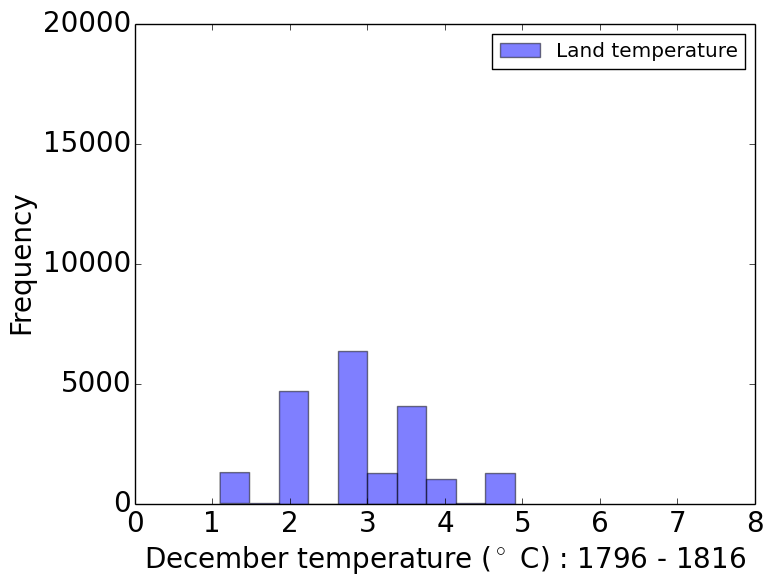 20000
Land temperature
15000
10000
5000
0
Frequency
0 1 2 3 4 5 6 7 8
December temperature (° C) : 1796 - 1816